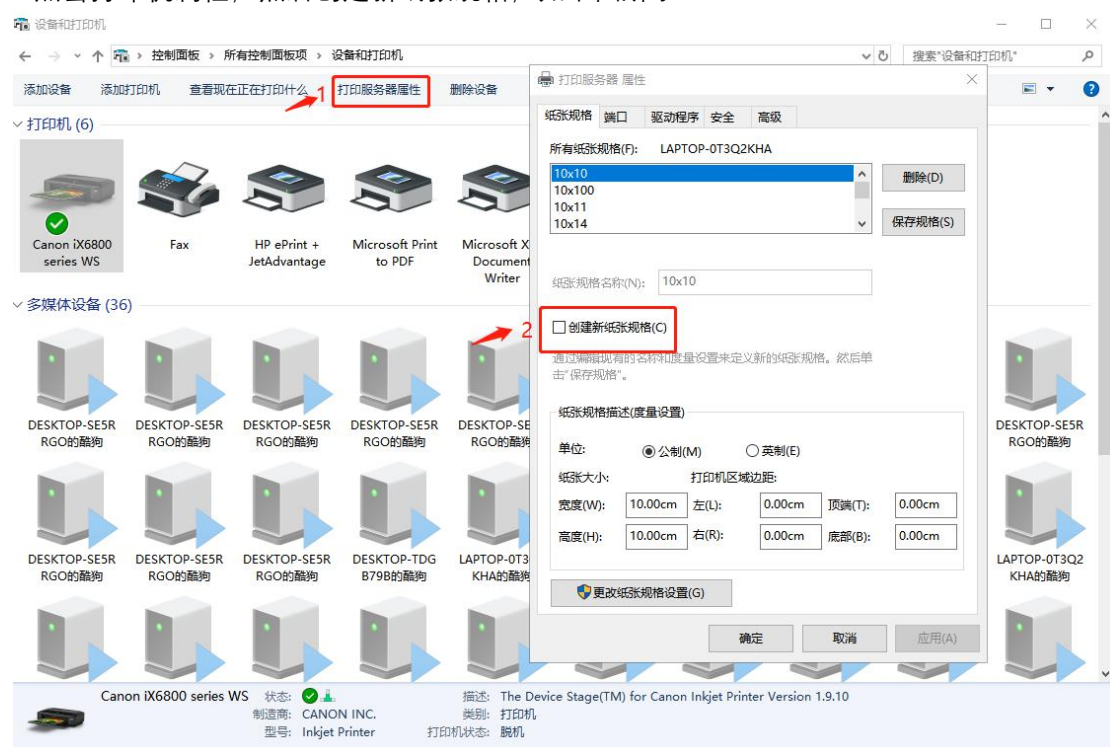 设备和打印机
控制面板 › 所有控制面板项 › 设备和打印机
搜索"设备和打印机"
添加设备 添加打印机 查看现在正在打印什么 打印服务器属性 删除设备
1
打印机 (6)
Canon iX6800 series WS
Fax
HP ePrint + JetAdvantage
Microsoft Print to PDF
Microsoft X
Document
Writer
多媒体设备 (36)
2
DESKTOP-SE5R
RGO的酷狗
DESKTOP-SE5R
RGO的酷狗
DESKTOP-SE5R
RGO的酷狗
DESKTOP-SE5R
RGO的酷狗
DESKTOP-SE
RGO的酷狗
DESKTOP-SE5R
RGO的酷狗
DESKTOP-SE5R
RGO的酷狗
DESKTOP-SE5R
RGO的酷狗
DESKTOP-SE5R
RGO的酷狗
DESKTOP-TDG
B79B的酷狗
LAPTOP-0T3
KHA的酷狗
LAPTOP-0T3Q2
KHA的酷狗
打印服务器 属性
纸张规格 端口 驱动程序 安全 高级
所有纸张规格(F): LAPTOP-0T3Q2KHA
10x10
10x100
10x11
10x14
删除(D)
保存规格(S)
纸张规格名称(N): 10x10
创建新纸张规格(C)
通过编辑现有的名称和度量设置来定义新的纸张规格。然后单
击"保存规格"。
纸张规格描述(度量设置)
单位: 公制(M) 英制(E)
纸张大小: 打印机区域边距:
宽度(W): 10.00cm 左(L): 0.00cm 顶端(T): 0.00cm
高度(H): 10.00cm 右(R): 0.00cm 底部(B): 0.00cm
更改纸张规格设置(G)
确定 取消 应用(A)
Canon iX6800 series WS 状态: 描述: The Device Stage(TM) for Canon Inkjet Printer Version 1.9.10
制造商: CANON INC. 类别: 打印机
型号: Inkjet Printer 打印机状态: 脱机